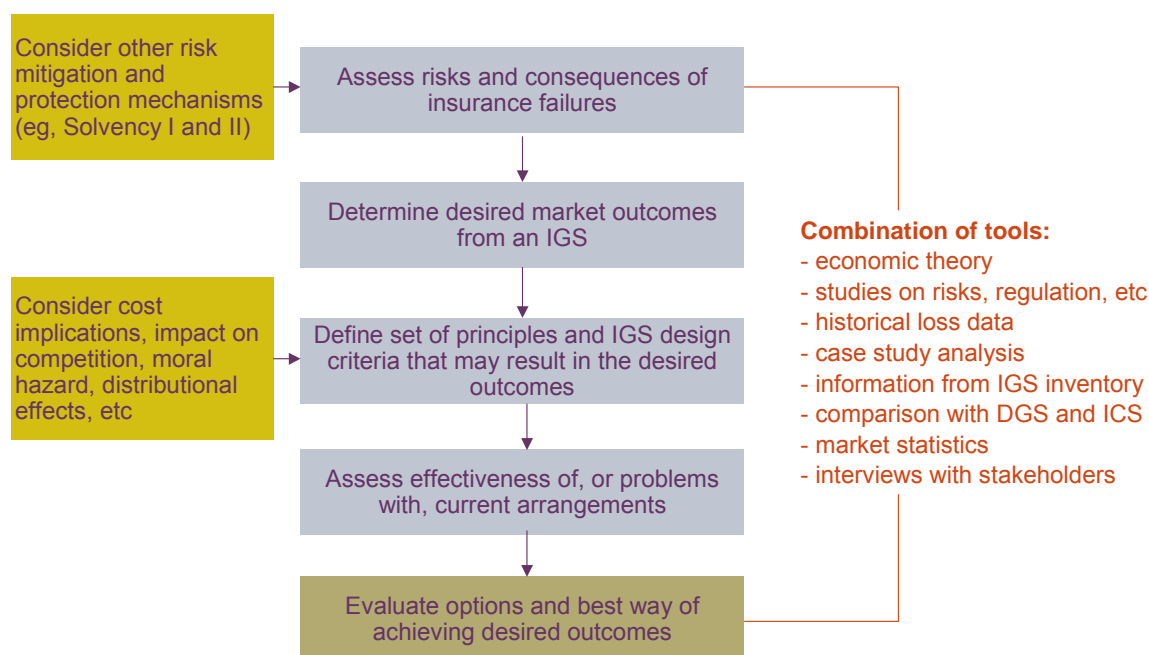 Consider other risk
mitigation and
protection mechanisms
(eg, Solvency I and II)
Assess risks and consequences of
insurance failures
Determine desired market outcomes
from an IGS
Consider cost
implications, impact on
competition, moral
hazard, distributional
effects, etc
Define set of principles and IGS design
criteria that may result in the desired
outcomes
Assess effectiveness of, or problems
with, current arrangements
Evaluate options and best way of
achieving desired outcomes
Combination of tools:
- economic theory
- studies on risks, regulation, etc
- historical loss data
- case study analysis
- information from IGS inventory
- comparison with DGS and ICS
- market statistics
- interviews with stakeholders